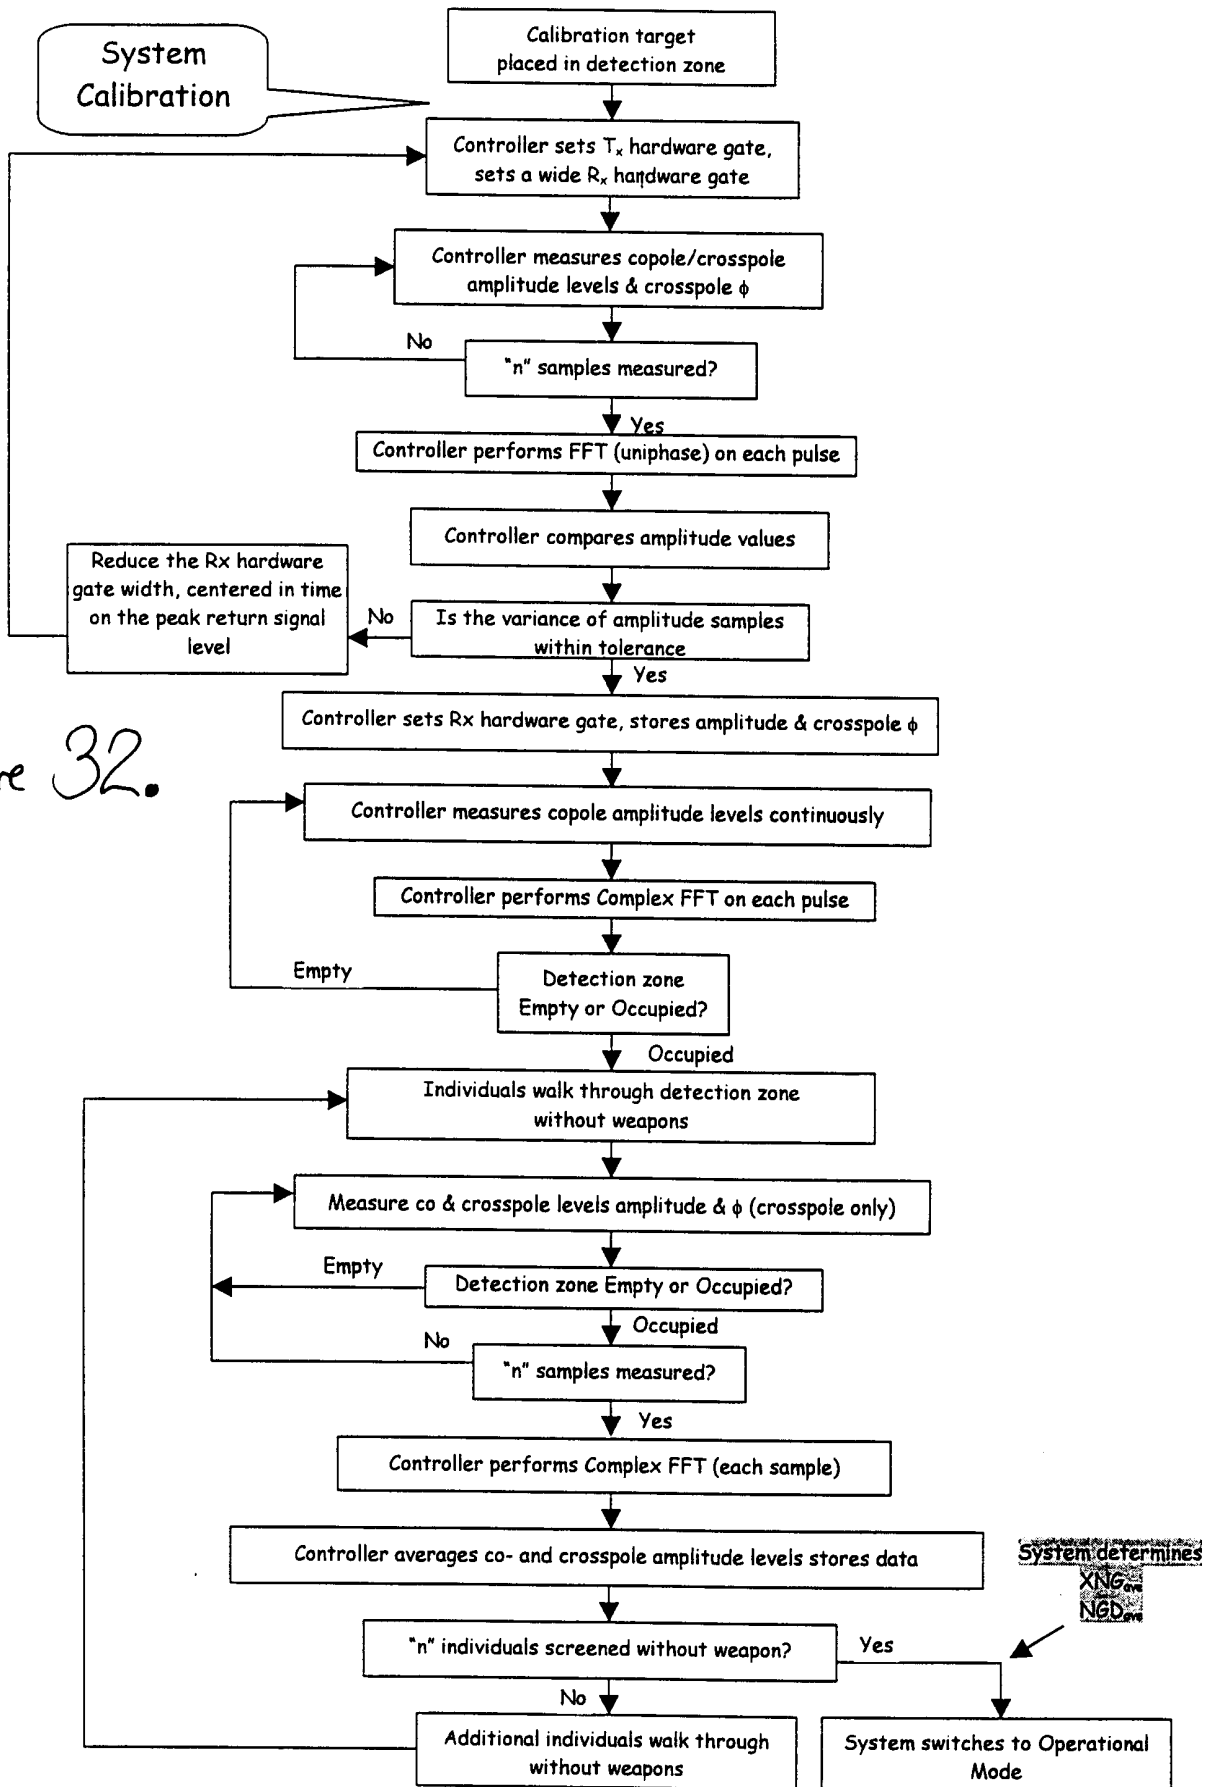 System
Calibration
Calibration target
placed in detection zone
Controller sets Tx hardware gate,
sets a wide Rx hardware gate
Controller measures copole/crosspole
amplitude levels & crosspole ϕ
No
"n" samples measured?
Yes
Controller performs FFT (uniphase) on each pulse
Controller compares amplitude values
Reduce the Rx hardware
gate width, centered in time
on the peak return signal
level
No
Is the variance of amplitude samples
within tolerance
Yes
Controller sets Rx hardware gate, stores amplitude & crosspole ϕ
re 32.
Controller measures copole amplitude levels continuously
Controller performs Complex FFT on each pulse
Empty
Detection zone
Empty or Occupied?
Occupied
Individuals walk through detection zone
without weapons
Measure co & crosspole levels amplitude & ϕ (crosspole only)
Empty
Detection zone Empty or Occupied?
Occupied
No
"n" samples measured?
Yes
Controller performs Complex FFT (each sample)
Controller averages co- and crosspole amplitude levels stores data
System determines
XNGave
NGDave
"n" individuals screened without weapon?
Yes
No
Additional individuals walk through
without weapons
System switches to Operational
Mode